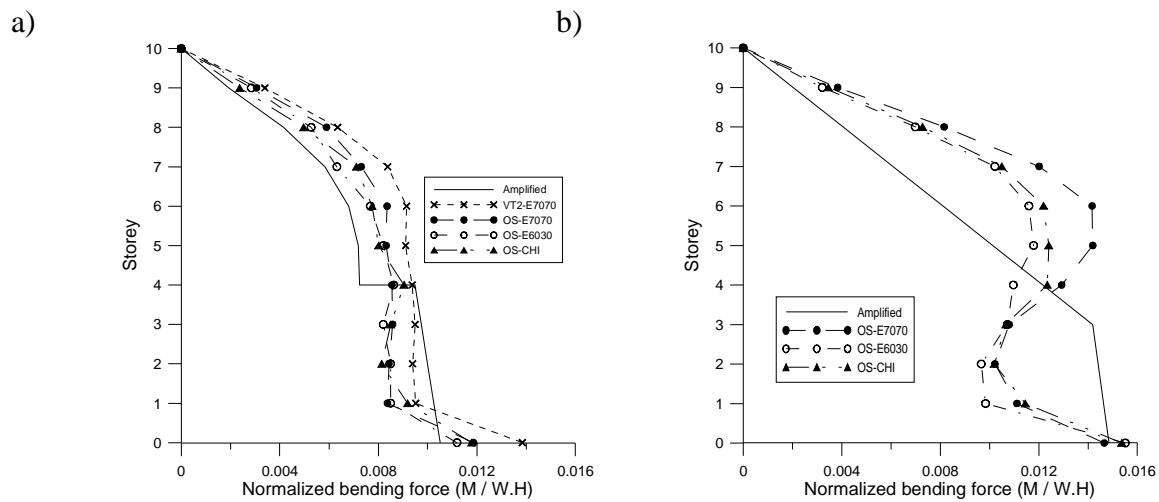 a)
10
9
8
7
6
5
4
3
2
1
0
Storey
0
0.004
0.008
0.012
0.016
Normalized bending force (M / W.H)
Amplified
VT2-E7070
OS-E7070
OS-E6030
OS-CHI
b)
10
9
8
7
6
5
4
3
2
1
0
Storey
0
0.004
0.008
0.012
0.016
Normalized bending force (M / W.H)
Amplified
OS-E7070
OS-E6030
OS-CHI